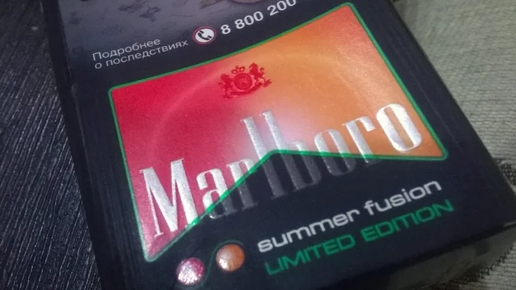 Подробнее
о последствиях
8 800 200
Marlboro
summer fusion
LIMITED EDITION